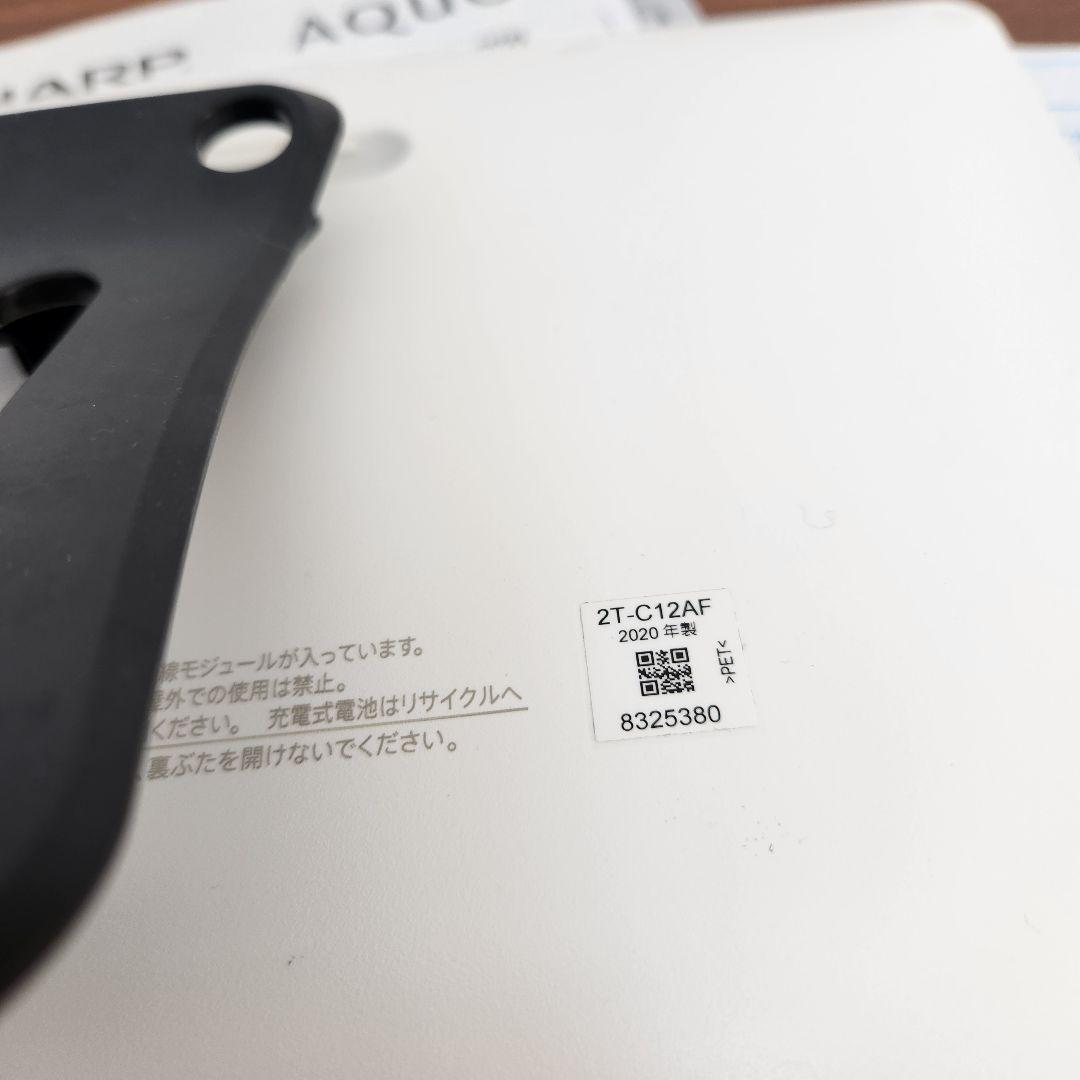 SHARP
AQUO
線モジュールが入っています。
屋外での使用は禁止。
ください。 充電式電池はリサイクルへ
裏ぶたを開けないでください。
2T-C12AF
2020 年製
>PET<
8325380